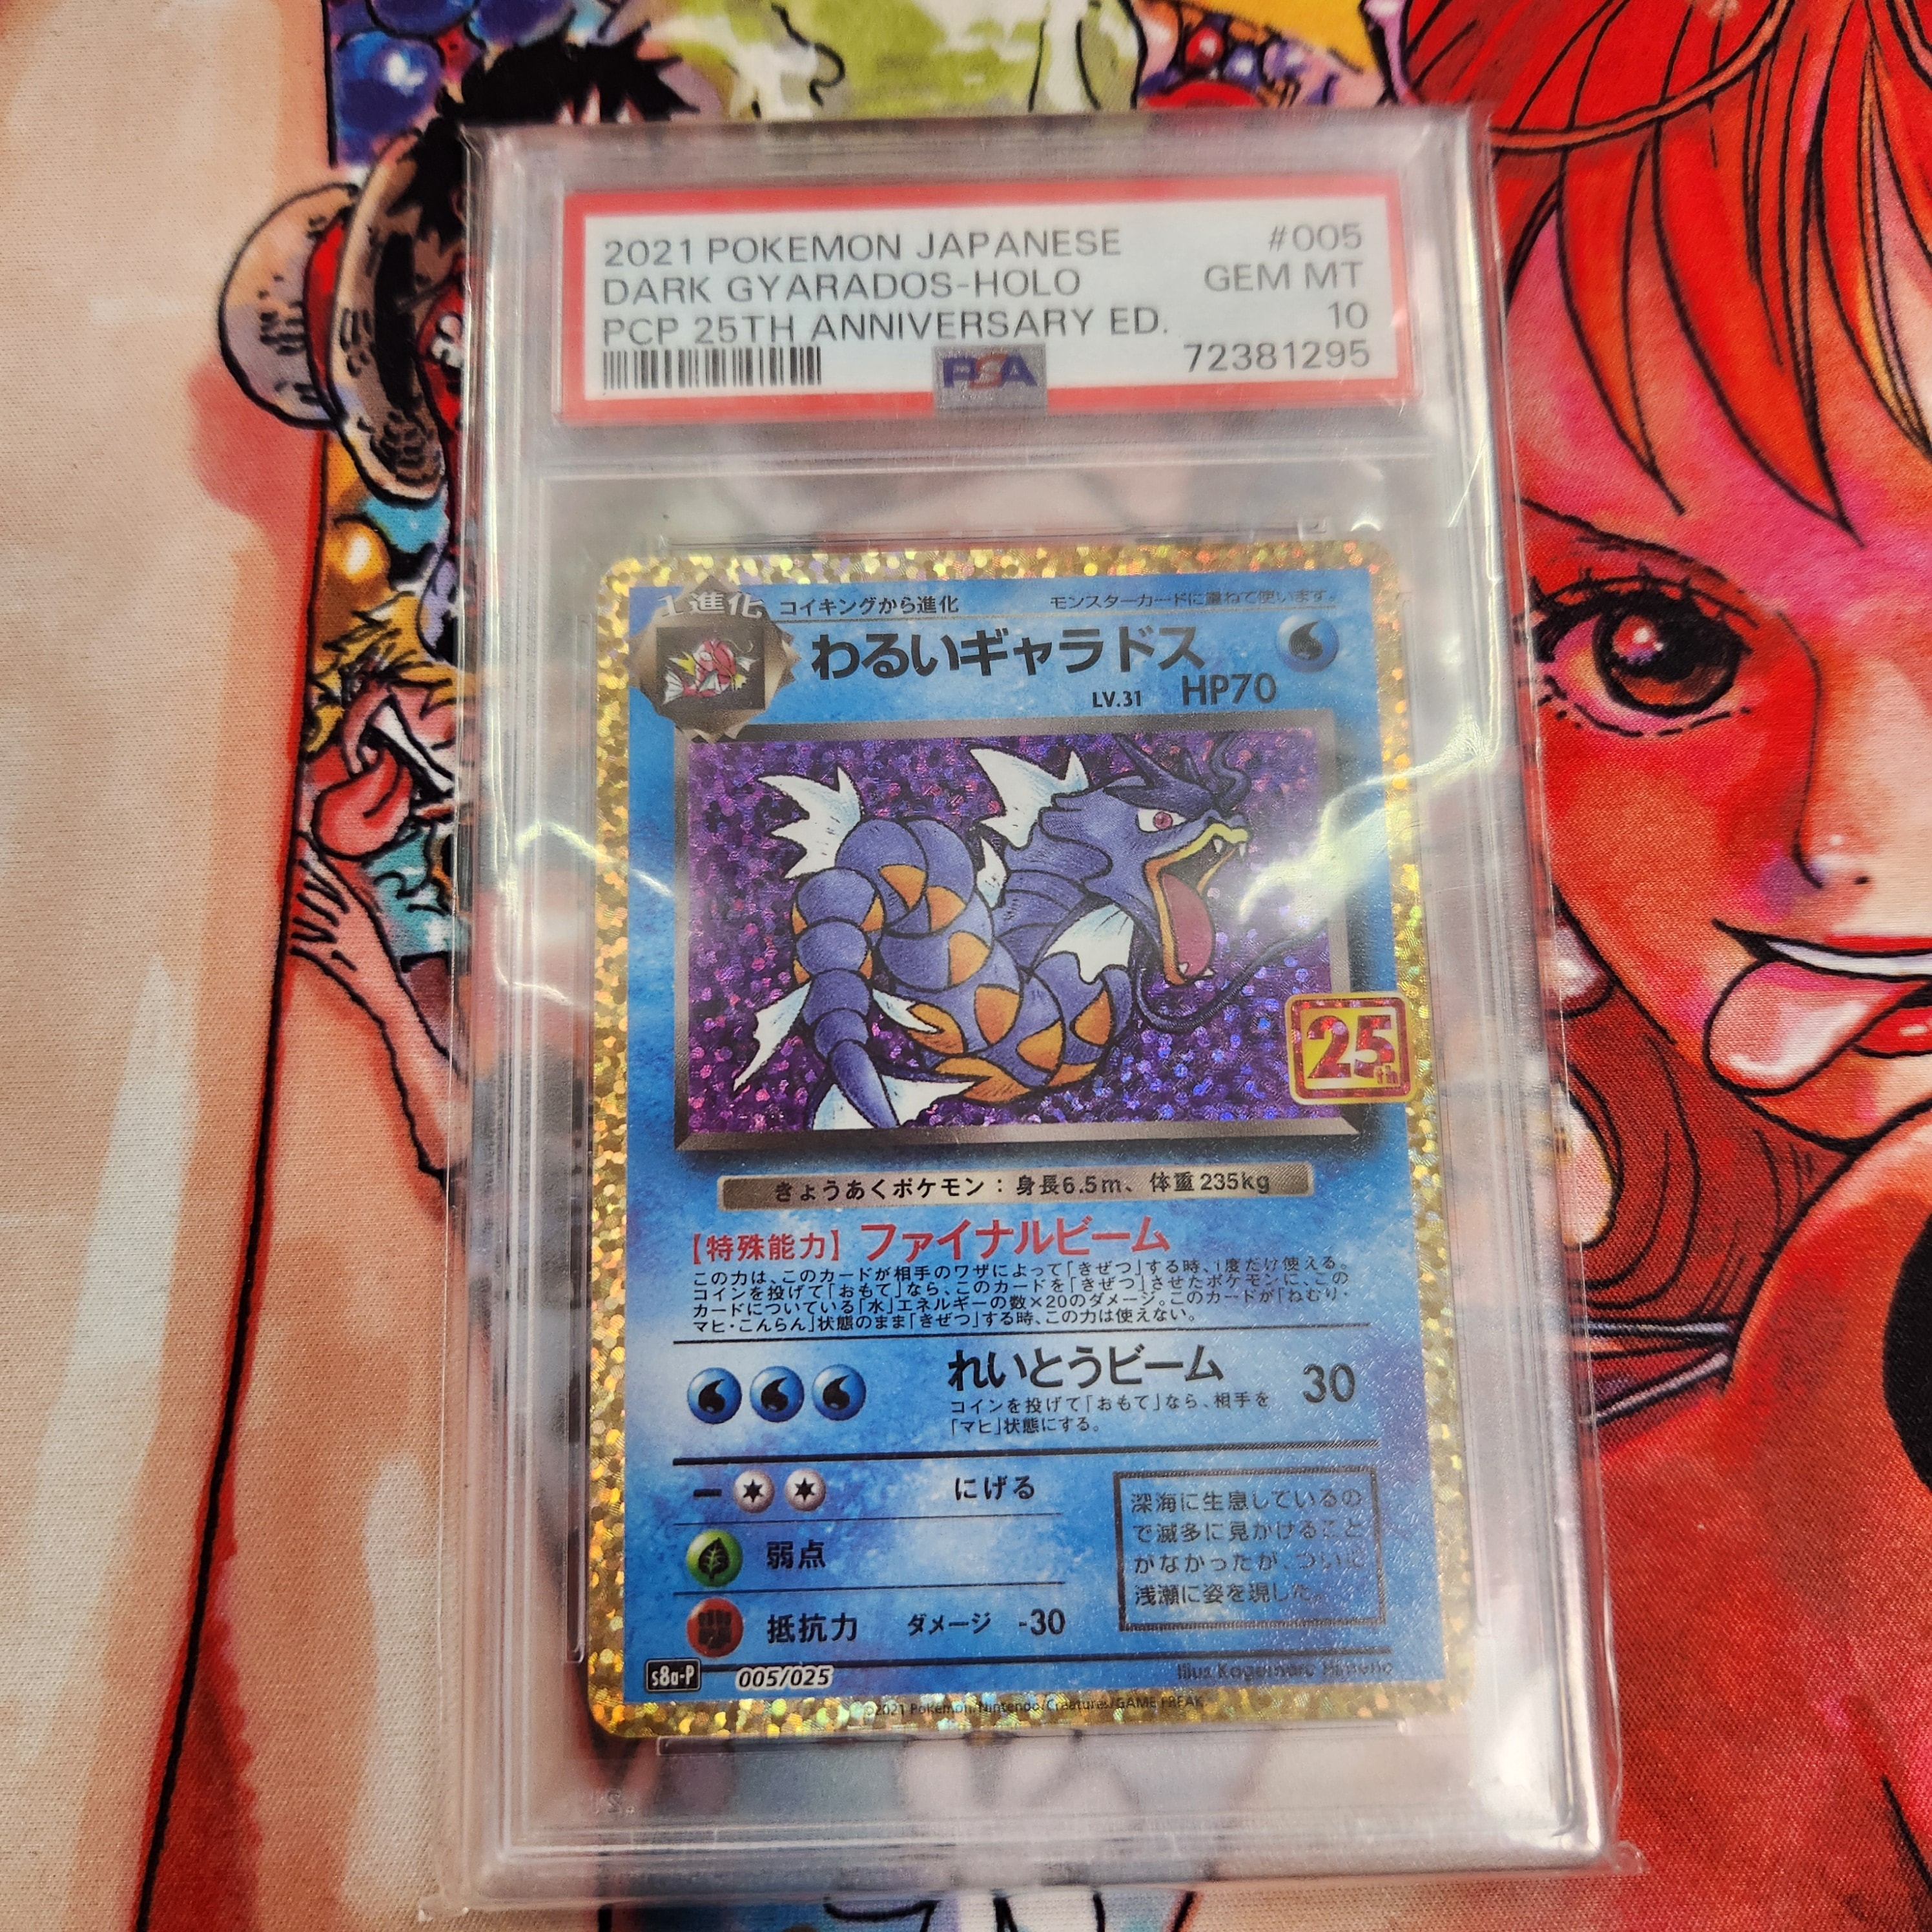 2021 POKEMON JAPANESE #005
DARK GYARADOS-HOLO GEM MT
PCP 25TH ANNIVERSARY ED. 10
PSA 72381295
1進化 コイキングから進化 モンスターカードに重ねて使います。
わるいギャラドス
LV.31 HP70
25th
きょうあくポケモン：身長6.5m、体重235kg
【特殊能力】ファイナルビーム
この力は、このカードが相手のワザによって「きぜつ」する時、1度だけ使える。
コインを投げて「おもて」なら、このカードを「きぜつ」させたポケモンに、この
カードについている「水」エネルギーの数×20のダメージ。このカードが「ねむり・
マヒ・こんらん」状態のまま「きぜつ」する時、この力は使えない。
れいとうビーム 30
コインを投げて「おもて」なら、相手を
「マヒ」状態にする。
ー にげる
弱点
抵抗力 ダメージ -30
深海に生息しているの
で滅多に見かけること
がなかったが、ついに
浅瀬に姿を現した。
s8a-P 005/025 Illus. Kagemaru Himeno
©2021 Pokémon/Nintendo/Creatures/GAME FREAK